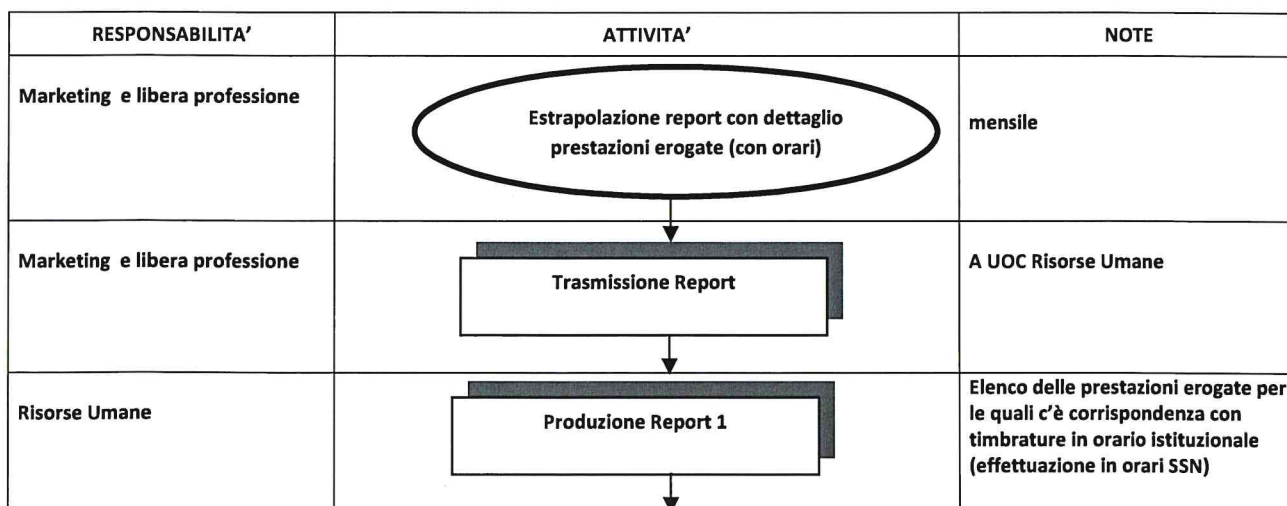 RESPONSABILITA’ ATTIVITA’ NOTE
Marketing e libera professione
Estrapolazione report con dettaglio
prestazioni erogate (con orari)
mensile
Marketing e libera professione
Trasmissione Report
A UOC Risorse Umane
Risorse Umane
Produzione Report 1
Elenco delle prestazioni erogate per
le quali c’è corrispondenza con
timbrature in orario istituzionale
(effettuazione in orari SSN)